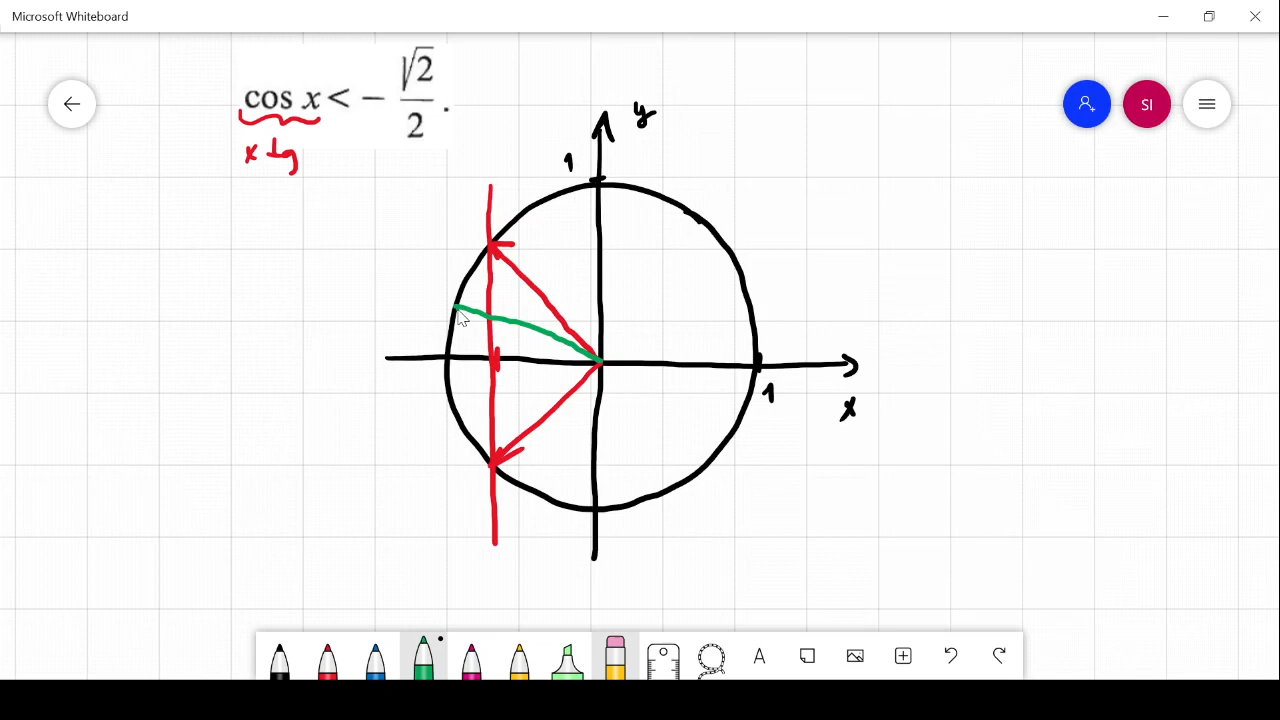 Microsoft Whiteboard
cos x < − √2/2 .
SI
y
1
1
x
A